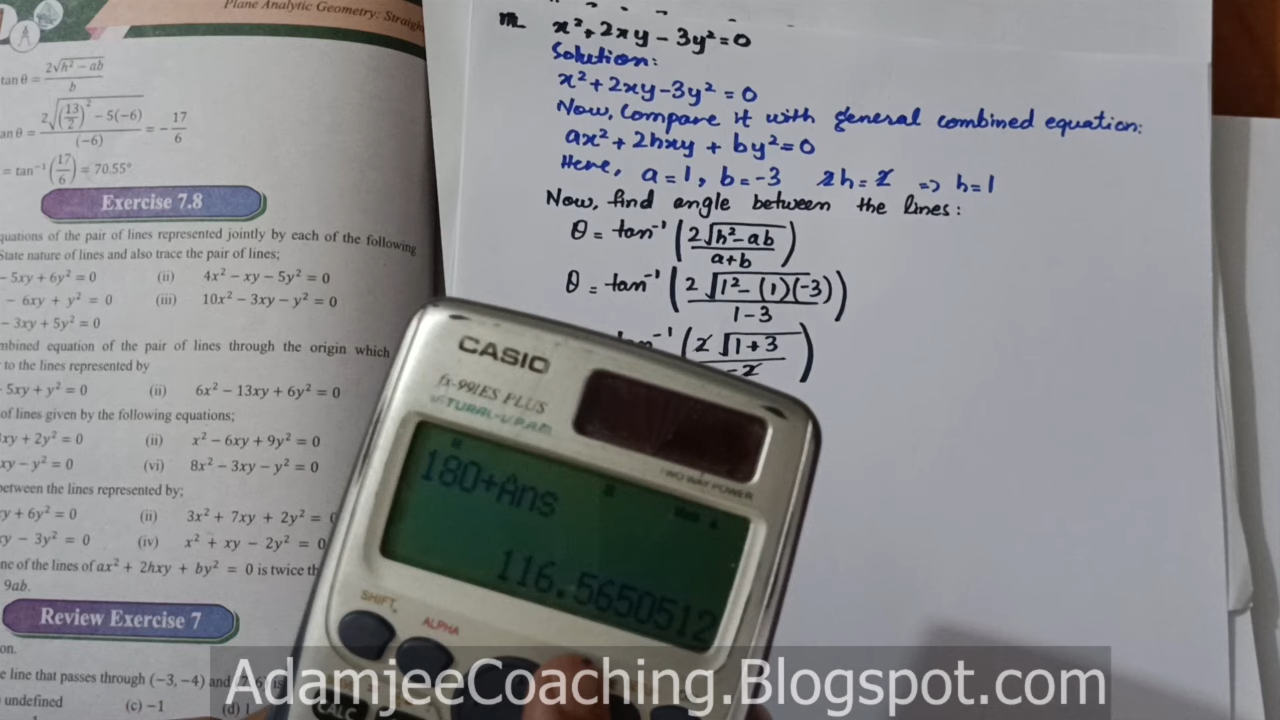 Plane Analytic Geometry: Straigh
tan θ = 2√h² − ab / b
an θ = 2√(13/2)² − 5(−6) / (−6) = − 17/6
= tan⁻¹(17/6) = 70.55°
Exercise 7.8
quations of the pair of lines represented jointly by each of the following
State nature of lines and also trace the pair of lines;
− 5xy + 6y² = 0 (ii) 4x² − xy − 5y² = 0
− 6xy + y² = 0 (iii) 10x² − 3xy − y² = 0
− 3xy + 5y² = 0
mbined equation of the pair of lines through the origin which
to the lines represented by
5xy + y² = 0 (ii) 6x² − 13xy + 6y² = 0
of lines given by the following equations;
xy + 2y² = 0 (ii) x² − 6xy + 9y² = 0
xy − y² = 0 (vi) 8x² − 3xy − y² = 0
between the lines represented by;
y + 6y² = 0 (ii) 3x² + 7xy + 2y² = 0
y − 3y² = 0 (iv) x² + xy − 2y² = 0
ne of the lines of ax² + 2hxy + by² = 0 is twice th
9ab.
Review Exercise 7
on.
e line that passes through (−3, −4) and
undefined (c) −1 (d) 1
x² + 2xy − 3y² = 0
Solution:
x² + 2xy − 3y² = 0
Now, compare it with general combined equation:
ax² + 2hxy + by² = 0
Here, a = 1, b = −3 2h = 2 => h = 1
Now, find angle between the lines:
θ = tan⁻¹(2√h² − ab / a + b)
θ = tan⁻¹(2√1² − (1)(−3) / 1 − 3)
tan⁻¹(2√1 + 3 / −2)
CASIO
fx-991ES PLUS
NATURAL-V.P.A.M.
TWO WAY POWER
180+Ans
116.5650512
SHIFT
ALPHA
CALC
AdamjeeCoaching.Blogspot.com